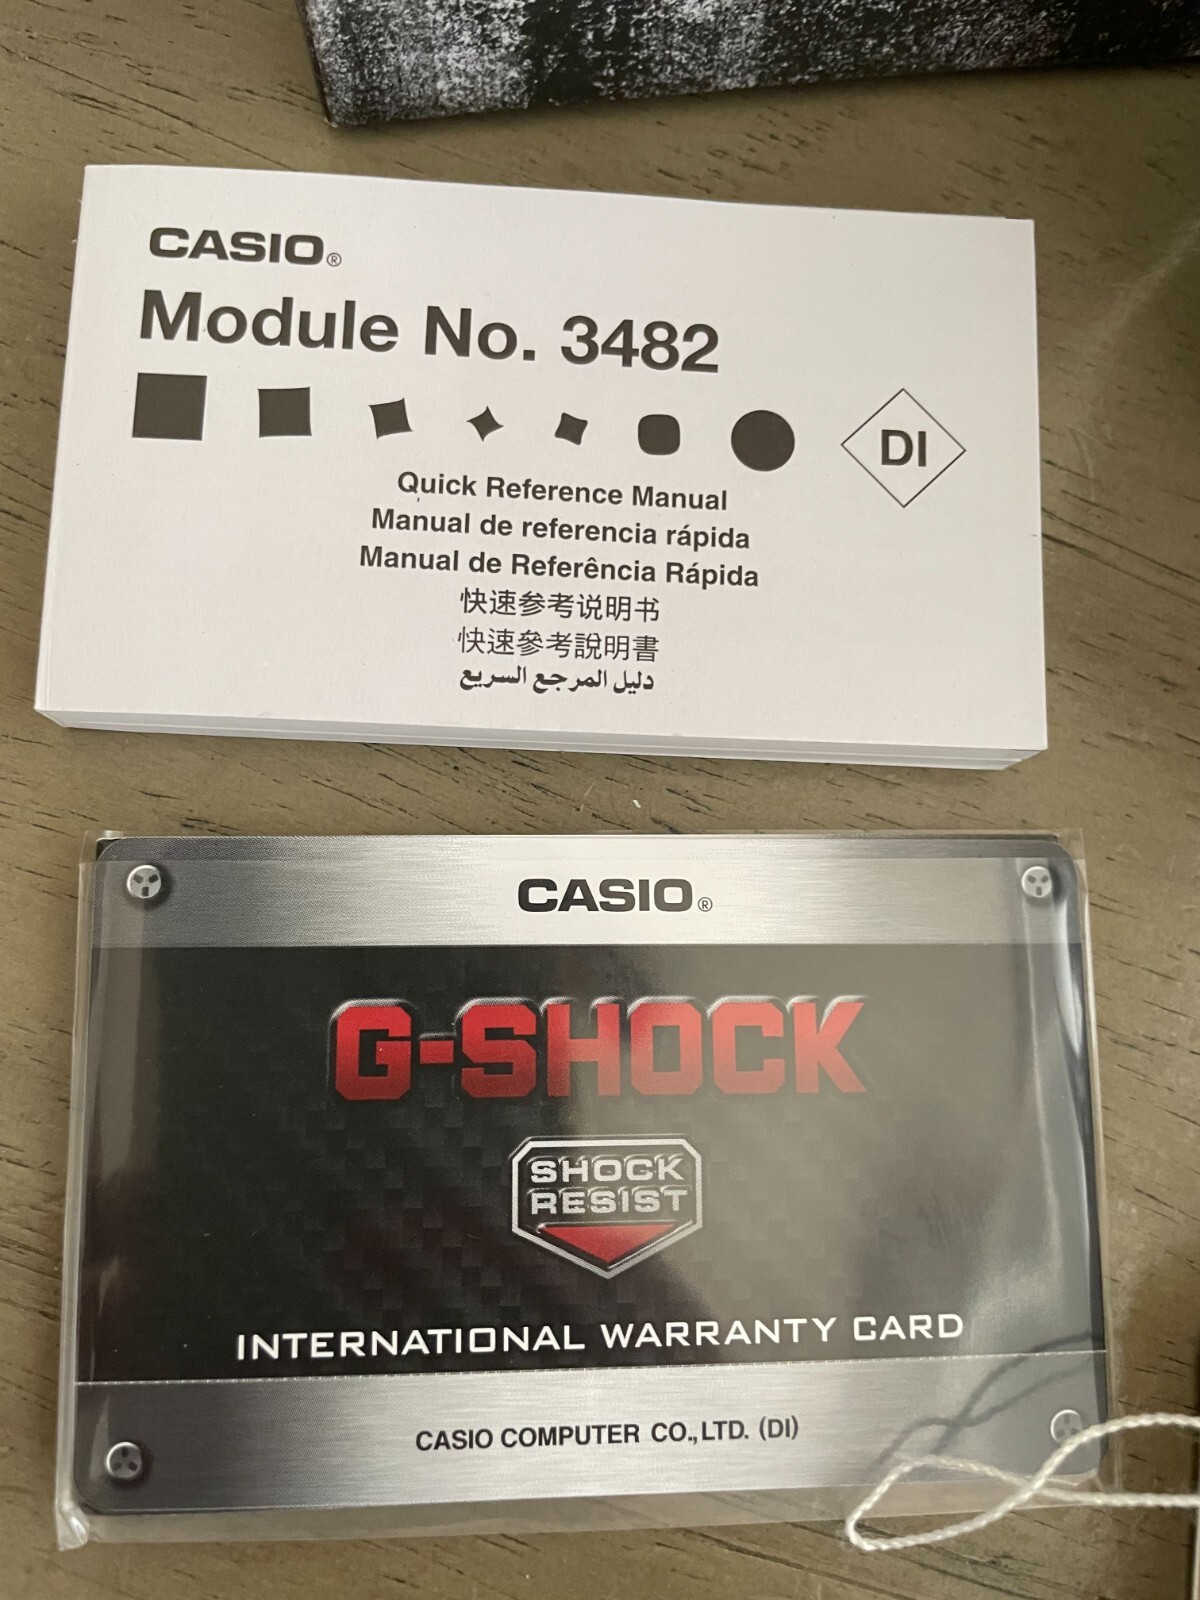 CASIO®
Module No. 3482
DI
Quick Reference Manual
Manual de referencia rápida
Manual de Referência Rápida
快速参考说明书
快速參考說明書
دليل المرجع السريع
CASIO®
G-SHOCK
SHOCK
RESIST
INTERNATIONAL WARRANTY CARD
CASIO COMPUTER CO.,LTD. (DI)